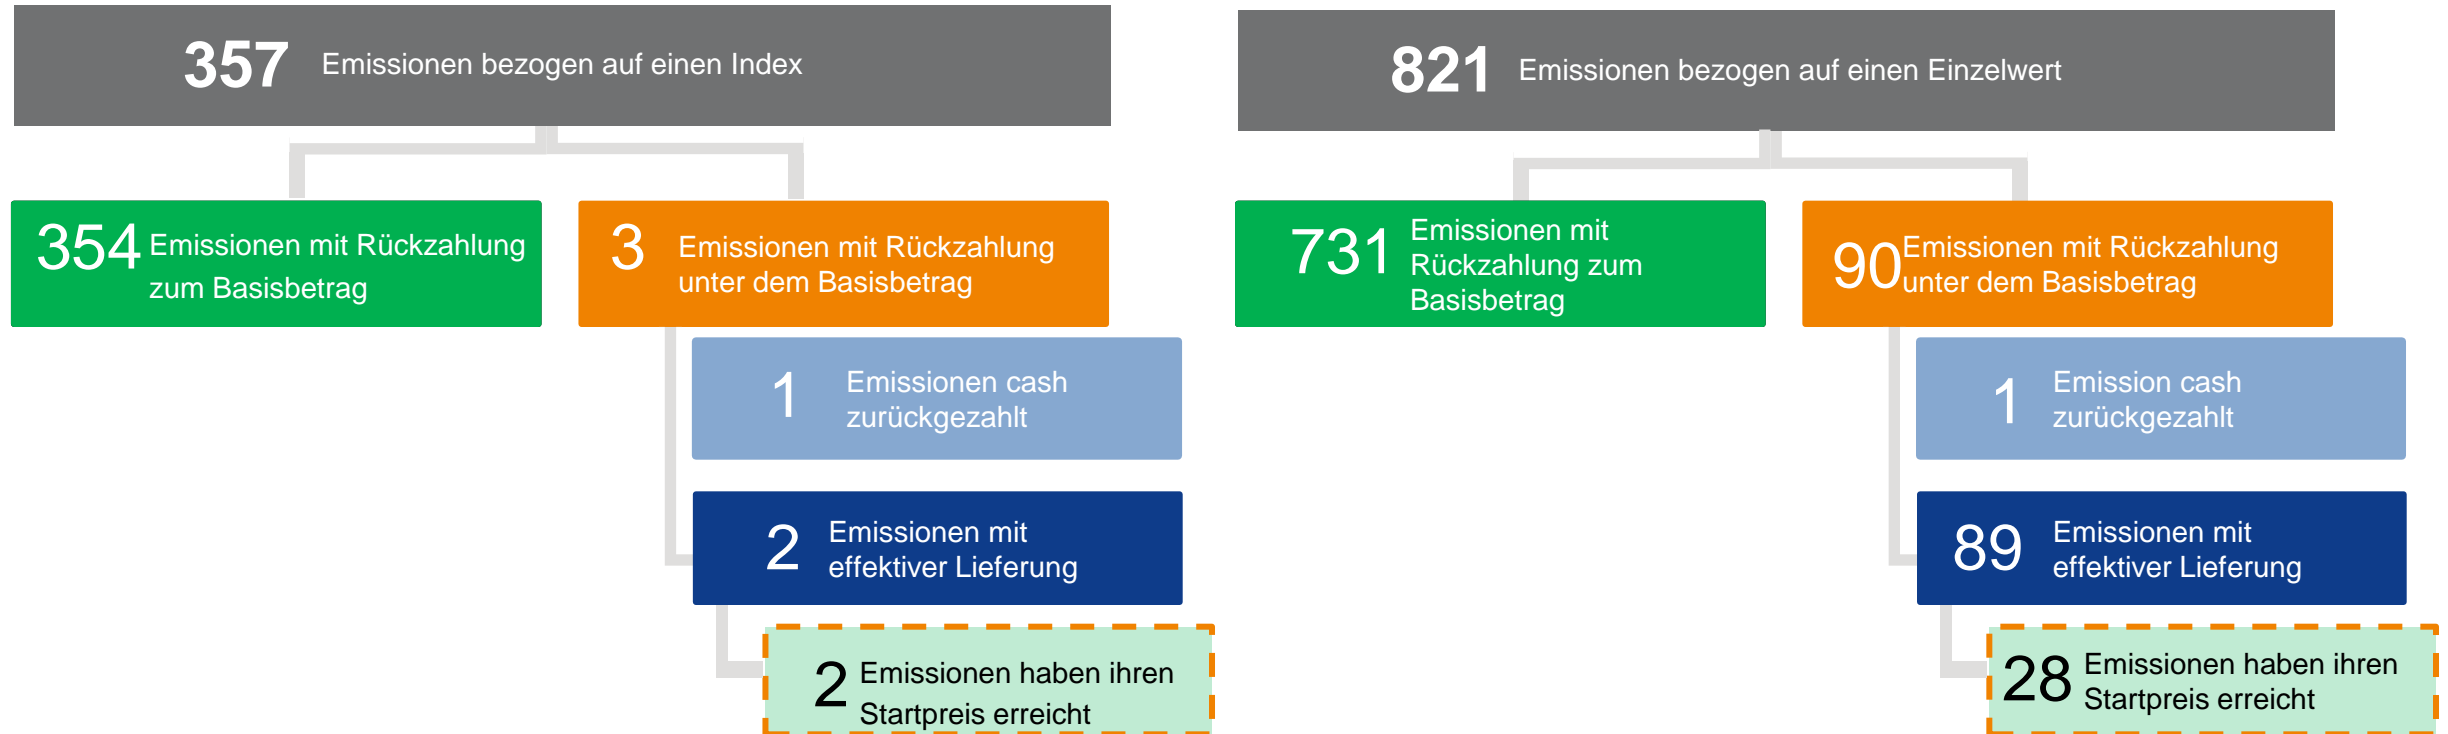 357 Emissionen bezogen auf einen Index
354 Emissionen mit Rückzahlung
zum Basisbetrag
3 Emissionen mit Rückzahlung
unter dem Basisbetrag
1 Emissionen cash
zurückgezahlt
2 Emissionen mit
effektiver Lieferung
2 Emissionen haben ihren
Startpreis erreicht
821 Emissionen bezogen auf einen Einzelwert
731 Emissionen mit
Rückzahlung zum
Basisbetrag
90 Emissionen mit Rückzahlung
unter dem Basisbetrag
1 Emission cash
zurückgezahlt
89 Emissionen mit
effektiver Lieferung
28 Emissionen haben ihren
Startpreis erreicht